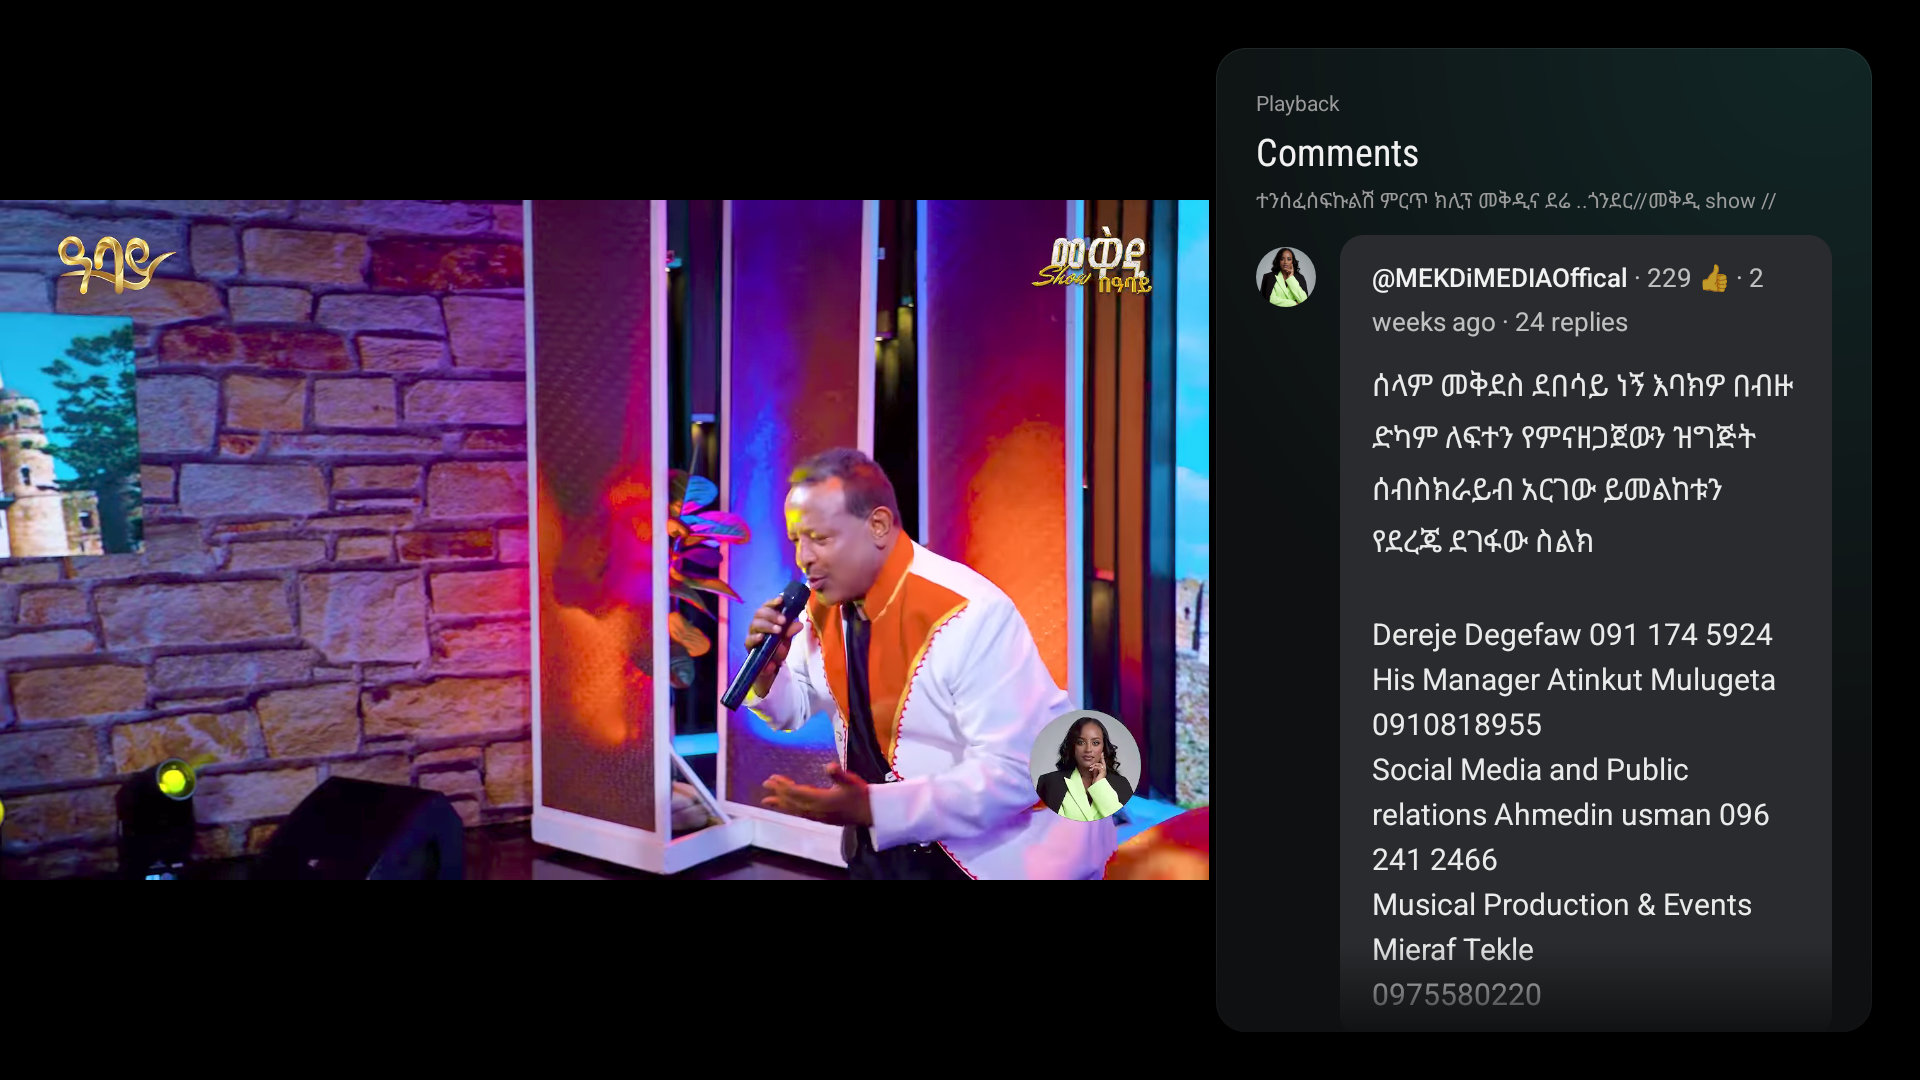 ዓባይ
መቅዲ
Show በዓባይ
Playback
Comments
ተንሰፈሰፍኩልሽ ምርጥ ክሊፕ መቅዲና ደሬ ..ጎንደር//መቅዲ show //
@MEKDiMEDIAOffical · 229 👍 · 2
weeks ago · 24 replies
ሰላም መቅደስ ደበሳይ ነኝ እባክዎ በብዙ
ድካም ለፍተን የምናዘጋጀውን ዝግጅት
ሰብስክራይብ አርገው ይመልከቱን
የደረጄ ደገፋው ስልክ
Dereje Degefaw 091 174 5924
His Manager Atinkut Mulugeta
0910818955
Social Media and Public
relations Ahmedin usman 096
241 2466
Musical Production & Events
Mieraf Tekle
0975580220